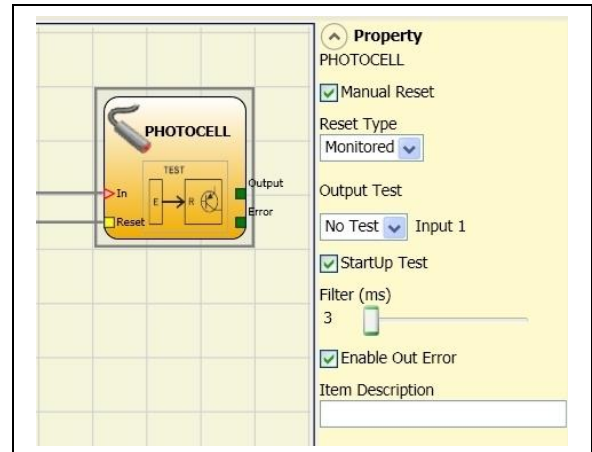 PHOTOCELL
TEST
In
E
R
Output
Reset
Error
Property
PHOTOCELL
Manual Reset
Reset Type
Monitored
Output Test
No Test Input 1
StartUp Test
Filter (ms)
3
Enable Out Error
Item Description